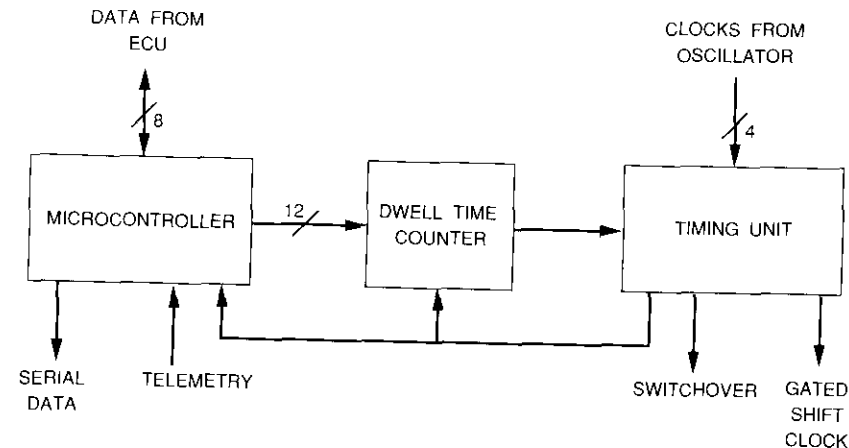 DATA FROM
ECU
CLOCKS FROM
OSCILLATOR
8
4
MICROCONTROLLER
12
DWELL TIME
COUNTER
TIMING UNIT
SERIAL
DATA
TELEMETRY
SWITCHOVER
GATED
SHIFT
CLOCK